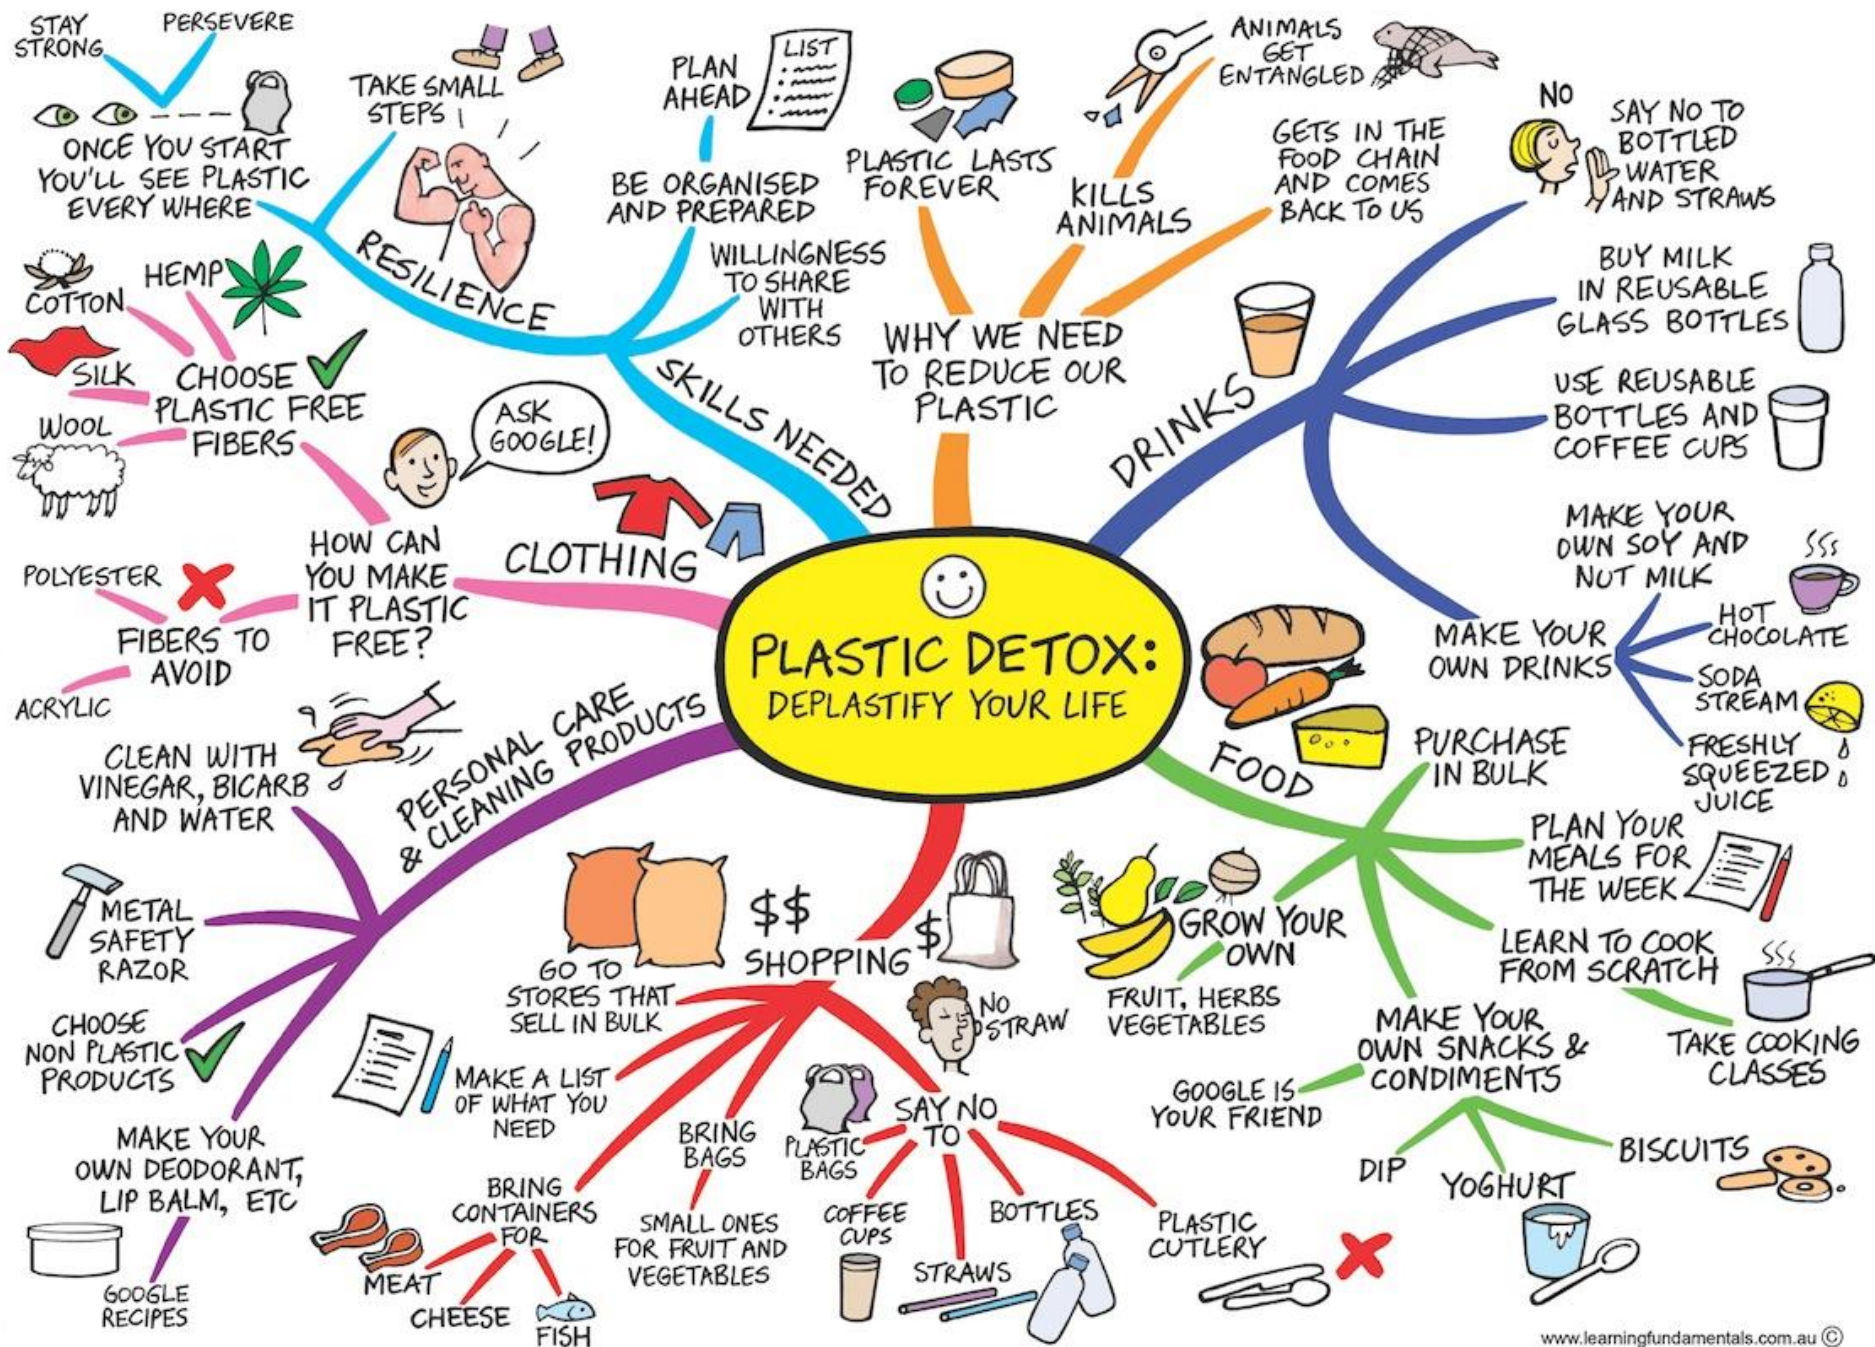 PLASTIC DETOX:
DEPLASTIFY YOUR LIFE
STAY
STRONG
PERSEVERE
ONCE YOU START
YOU'LL SEE PLASTIC
EVERY WHERE
TAKE SMALL
STEPS
RESILIENCE
PLAN
AHEAD
LIST
BE ORGANISED
AND PREPARED
WILLINGNESS
TO SHARE
WITH
OTHERS
SKILLS NEEDED
PLASTIC LASTS
FOREVER
KILLS
ANIMALS
ANIMALS
GET
ENTANGLED
GETS IN THE
FOOD CHAIN
AND COMES
BACK TO US
WHY WE NEED
TO REDUCE OUR
PLASTIC
DRINKS
NO
SAY NO TO
BOTTLED
WATER
AND STRAWS
BUY MILK
IN REUSABLE
GLASS BOTTLES
USE REUSABLE
BOTTLES AND
COFFEE CUPS
MAKE YOUR
OWN DRINKS
MAKE YOUR
OWN SOY AND
NUT MILK
HOT
CHOCOLATE
SODA
STREAM
FRESHLY
SQUEEZED
JUICE
FOOD
PURCHASE
IN BULK
PLAN YOUR
MEALS FOR
THE WEEK
LEARN TO COOK
FROM SCRATCH
TAKE COOKING
CLASSES
MAKE YOUR
OWN SNACKS &
CONDIMENTS
GOOGLE IS
YOUR FRIEND
DIP
YOGHURT
BISCUITS
GROW YOUR
OWN
FRUIT, HERBS
VEGETABLES
$$
$
SHOPPING
GO TO
STORES THAT
SELL IN BULK
MAKE A LIST
OF WHAT YOU
NEED
BRING
CONTAINERS
FOR
MEAT
CHEESE
FISH
BRING
BAGS
SMALL ONES
FOR FRUIT AND
VEGETABLES
NO
STRAW
SAY NO
TO
PLASTIC
BAGS
COFFEE
CUPS
STRAWS
BOTTLES
PLASTIC
CUTLERY
PERSONAL CARE
& CLEANING PRODUCTS
CLEAN WITH
VINEGAR, BICARB
AND WATER
METAL
SAFETY
RAZOR
CHOOSE
NON PLASTIC
PRODUCTS
MAKE YOUR
OWN DEODORANT,
LIP BALM, ETC
GOOGLE
RECIPES
CLOTHING
ASK
GOOGLE!
HOW CAN
YOU MAKE
IT PLASTIC
FREE?
CHOOSE
PLASTIC FREE
FIBERS
COTTON
HEMP
SILK
WOOL
FIBERS TO
AVOID
POLYESTER
ACRYLIC
www.learningfundamentals.com.au ©